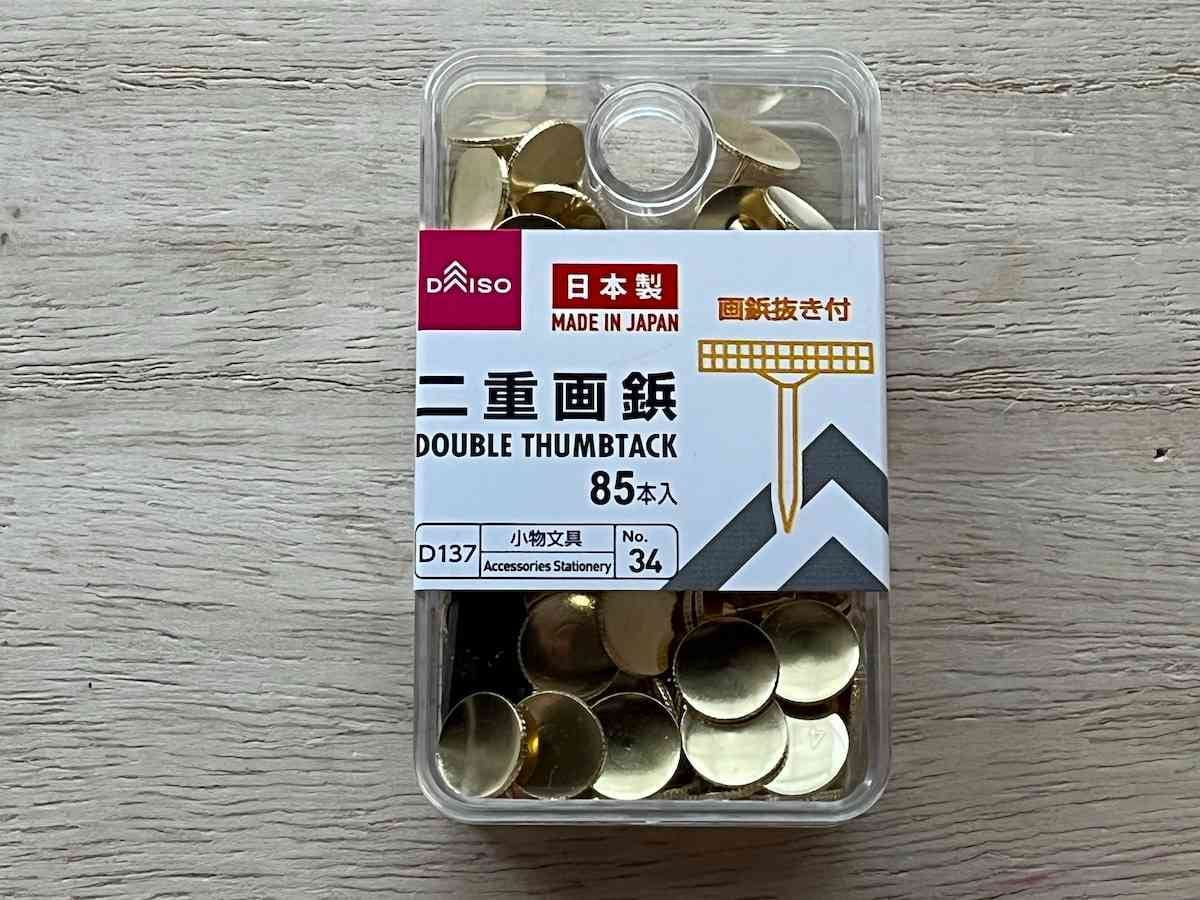 DAISO
日本製
MADE IN JAPAN
画鋲抜き付
二重画鋲
DOUBLE THUMBTACK
85本入
D137
小物文具
Accessories Stationery
No.
34